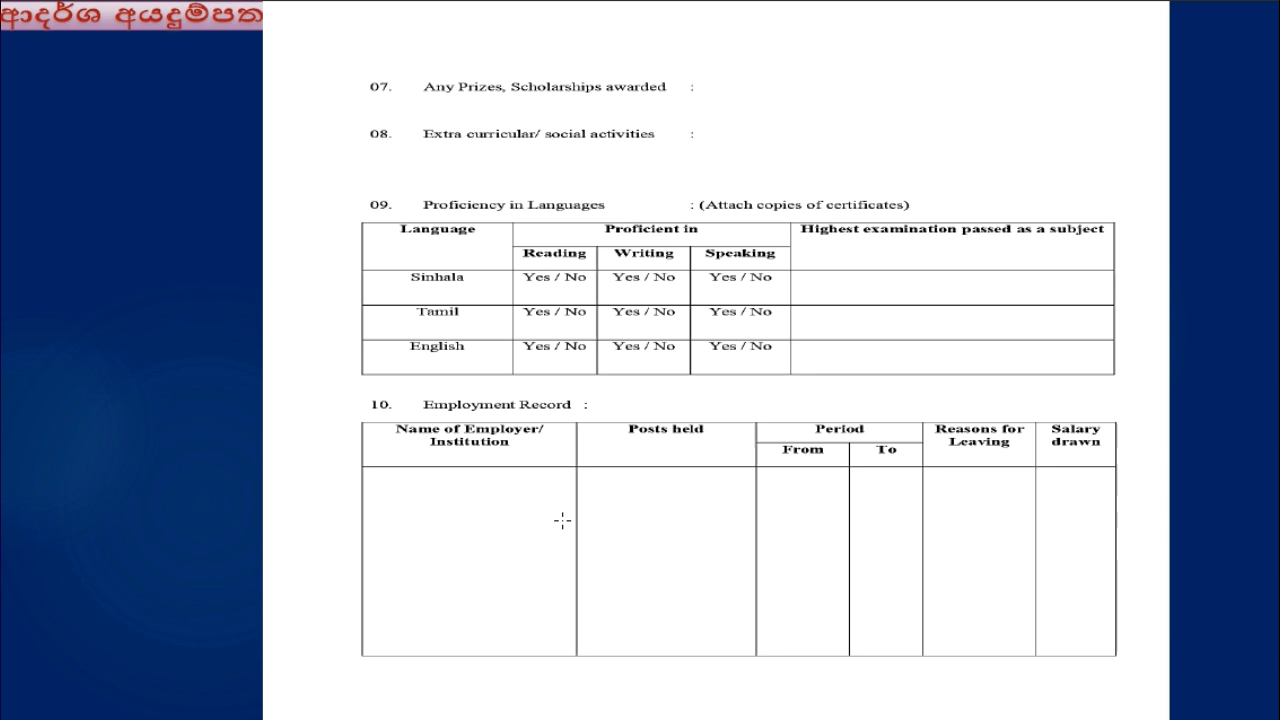 ආදර්ශ අයදුම්පත
07. Any Prizes, Scholarships awarded :
08. Extra curricular/ social activities :
09. Proficiency in Languages : (Attach copies of certificates)
Language Proficient in Highest examination passed as a subject
Reading Writing Speaking
Sinhala Yes / No Yes / No Yes / No
Tamil Yes / No Yes / No Yes / No
English Yes / No Yes / No Yes / No
10. Employment Record :
Name of Employer/ Posts held Period Reasons for Salary
Institution Leaving drawn
From To